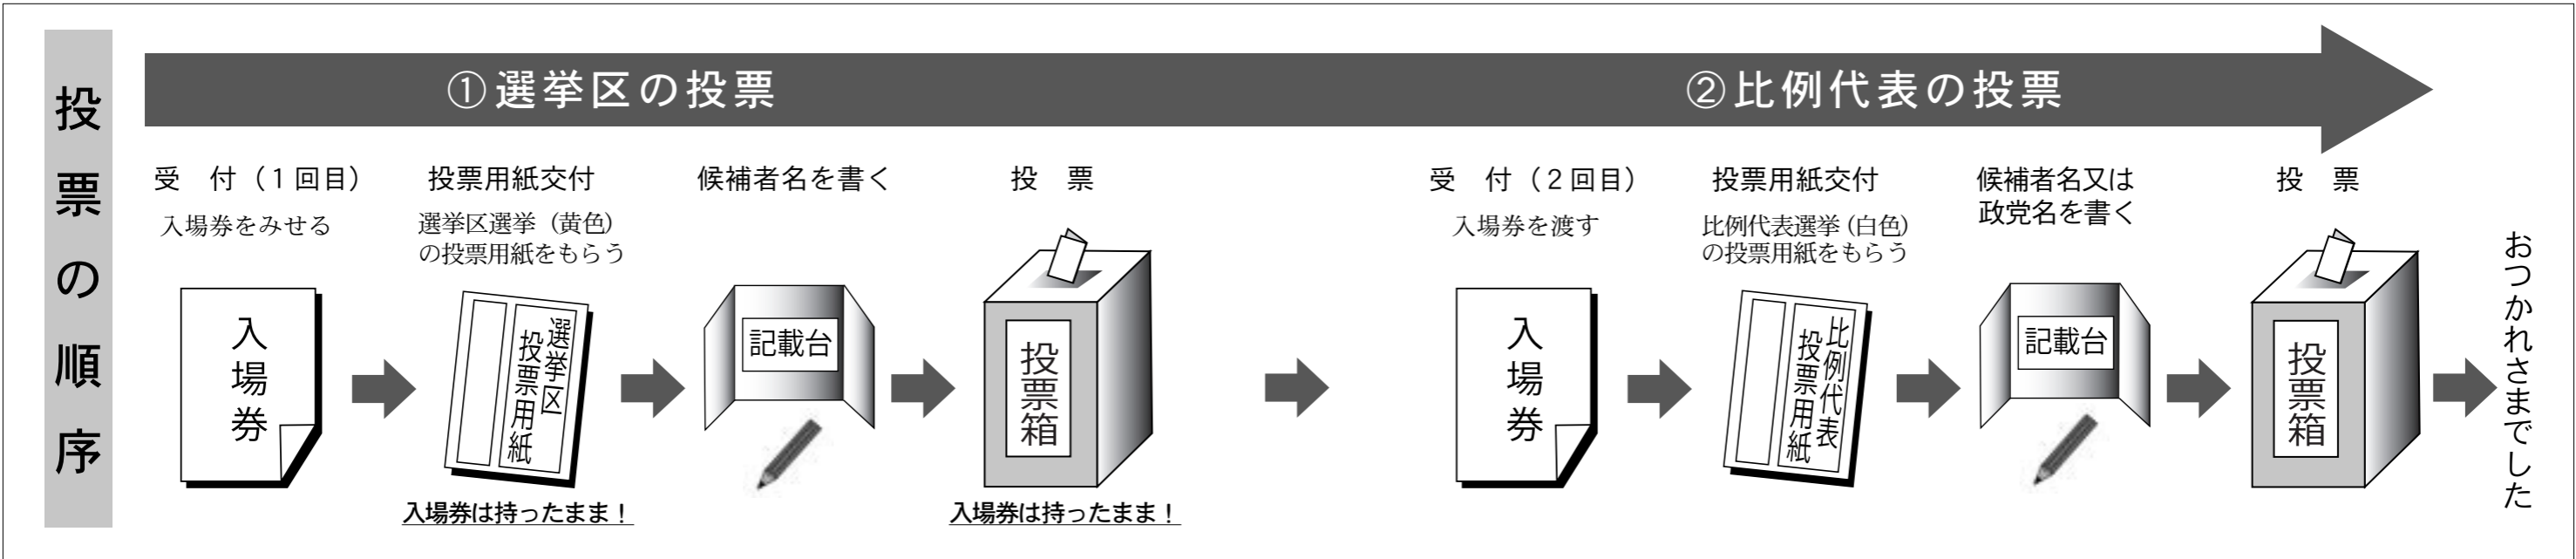 投票の順序
①選挙区の投票
②比例代表の投票
受　付（1回目）
入場券をみせる
入場券
投票用紙交付
選挙区選挙（黄色）
の投票用紙をもらう
選挙区
投票用紙
入場券は持ったまま！
候補者名を書く
記載台
投　票
投票箱
入場券は持ったまま！
受　付（2回目）
入場券を渡す
入場券
投票用紙交付
比例代表選挙（白色）
の投票用紙をもらう
比例代表
投票用紙
候補者名又は
政党名を書く
記載台
投　票
投票箱
おつかれさまでした